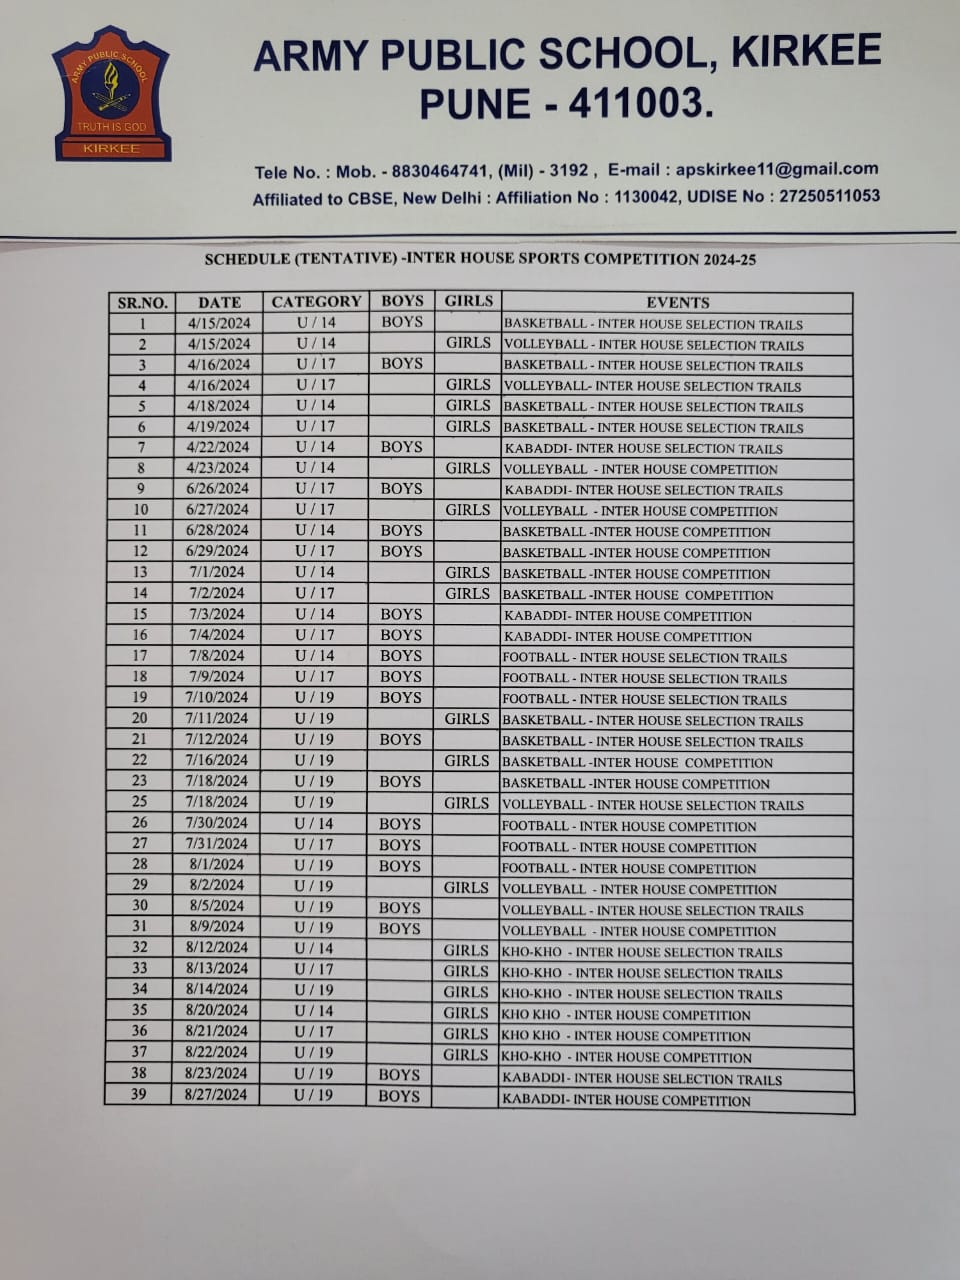 ARMY PUBLIC SCHOOL
TRUTH IS GOD
KIRKEE
ARMY PUBLIC SCHOOL, KIRKEE
PUNE - 411003.
Tele No. : Mob. - 8830464741, (Mil) - 3192 , E-mail : apskirkee11@gmail.com
Affiliated to CBSE, New Delhi : Affiliation No : 1130042, UDISE No : 27250511053
SCHEDULE (TENTATIVE) -INTER HOUSE SPORTS COMPETITION 2024-25
SR.NO. DATE CATEGORY BOYS GIRLS EVENTS
1 4/15/2024 U / 14 BOYS BASKETBALL - INTER HOUSE SELECTION TRAILS
2 4/15/2024 U / 14 GIRLS VOLLEYBALL - INTER HOUSE SELECTION TRAILS
3 4/16/2024 U / 17 BOYS BASKETBALL - INTER HOUSE SELECTION TRAILS
4 4/16/2024 U / 17 GIRLS VOLLEYBALL- INTER HOUSE SELECTION TRAILS
5 4/18/2024 U / 14 GIRLS BASKETBALL - INTER HOUSE SELECTION TRAILS
6 4/19/2024 U / 17 GIRLS BASKETBALL - INTER HOUSE SELECTION TRAILS
7 4/22/2024 U / 14 BOYS KABADDI- INTER HOUSE SELECTION TRAILS
8 4/23/2024 U / 14 GIRLS VOLLEYBALL - INTER HOUSE COMPETITION
9 6/26/2024 U / 17 BOYS KABADDI- INTER HOUSE SELECTION TRAILS
10 6/27/2024 U / 17 GIRLS VOLLEYBALL - INTER HOUSE COMPETITION
11 6/28/2024 U / 14 BOYS BASKETBALL -INTER HOUSE COMPETITION
12 6/29/2024 U / 17 BOYS BASKETBALL -INTER HOUSE COMPETITION
13 7/1/2024 U / 14 GIRLS BASKETBALL -INTER HOUSE COMPETITION
14 7/2/2024 U / 17 GIRLS BASKETBALL -INTER HOUSE COMPETITION
15 7/3/2024 U / 14 BOYS KABADDI- INTER HOUSE COMPETITION
16 7/4/2024 U / 17 BOYS KABADDI- INTER HOUSE COMPETITION
17 7/8/2024 U / 14 BOYS FOOTBALL - INTER HOUSE SELECTION TRAILS
18 7/9/2024 U / 17 BOYS FOOTBALL - INTER HOUSE SELECTION TRAILS
19 7/10/2024 U / 19 BOYS FOOTBALL - INTER HOUSE SELECTION TRAILS
20 7/11/2024 U / 19 GIRLS BASKETBALL - INTER HOUSE SELECTION TRAILS
21 7/12/2024 U / 19 BOYS BASKETBALL - INTER HOUSE SELECTION TRAILS
22 7/16/2024 U / 19 GIRLS BASKETBALL -INTER HOUSE COMPETITION
23 7/18/2024 U / 19 BOYS BASKETBALL -INTER HOUSE COMPETITION
25 7/18/2024 U / 19 GIRLS VOLLEYBALL - INTER HOUSE SELECTION TRAILS
26 7/30/2024 U / 14 BOYS FOOTBALL - INTER HOUSE COMPETITION
27 7/31/2024 U / 17 BOYS FOOTBALL - INTER HOUSE COMPETITION
28 8/1/2024 U / 19 BOYS FOOTBALL - INTER HOUSE COMPETITION
29 8/2/2024 U / 19 GIRLS VOLLEYBALL - INTER HOUSE COMPETITION
30 8/5/2024 U / 19 BOYS VOLLEYBALL - INTER HOUSE SELECTION TRAILS
31 8/9/2024 U / 19 BOYS VOLLEYBALL - INTER HOUSE COMPETITION
32 8/12/2024 U / 14 GIRLS KHO-KHO - INTER HOUSE SELECTION TRAILS
33 8/13/2024 U / 17 GIRLS KHO-KHO - INTER HOUSE SELECTION TRAILS
34 8/14/2024 U / 19 GIRLS KHO-KHO - INTER HOUSE SELECTION TRAILS
35 8/20/2024 U / 14 GIRLS KHO KHO - INTER HOUSE COMPETITION
36 8/21/2024 U / 17 GIRLS KHO KHO - INTER HOUSE COMPETITION
37 8/22/2024 U / 19 GIRLS KHO-KHO - INTER HOUSE COMPETITION
38 8/23/2024 U / 19 BOYS KABADDI- INTER HOUSE SELECTION TRAILS
39 8/27/2024 U / 19 BOYS KABADDI- INTER HOUSE COMPETITION